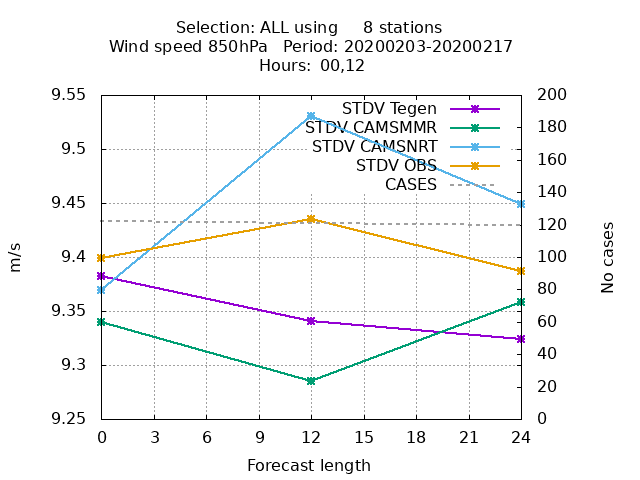 Selection: ALL using     8 stations
Wind speed 850hPa   Period: 20200203-20200217
Hours: 00,12
9.55
9.5
9.45
9.4
9.35
9.3
9.25
m/s
200
180
160
140
120
100
80
60
40
20
0
No cases
STDV Tegen
STDV CAMSMMR
STDV CAMSNRT
STDV OBS
CASES
0 3 6 9 12 15 18 21 24
Forecast length